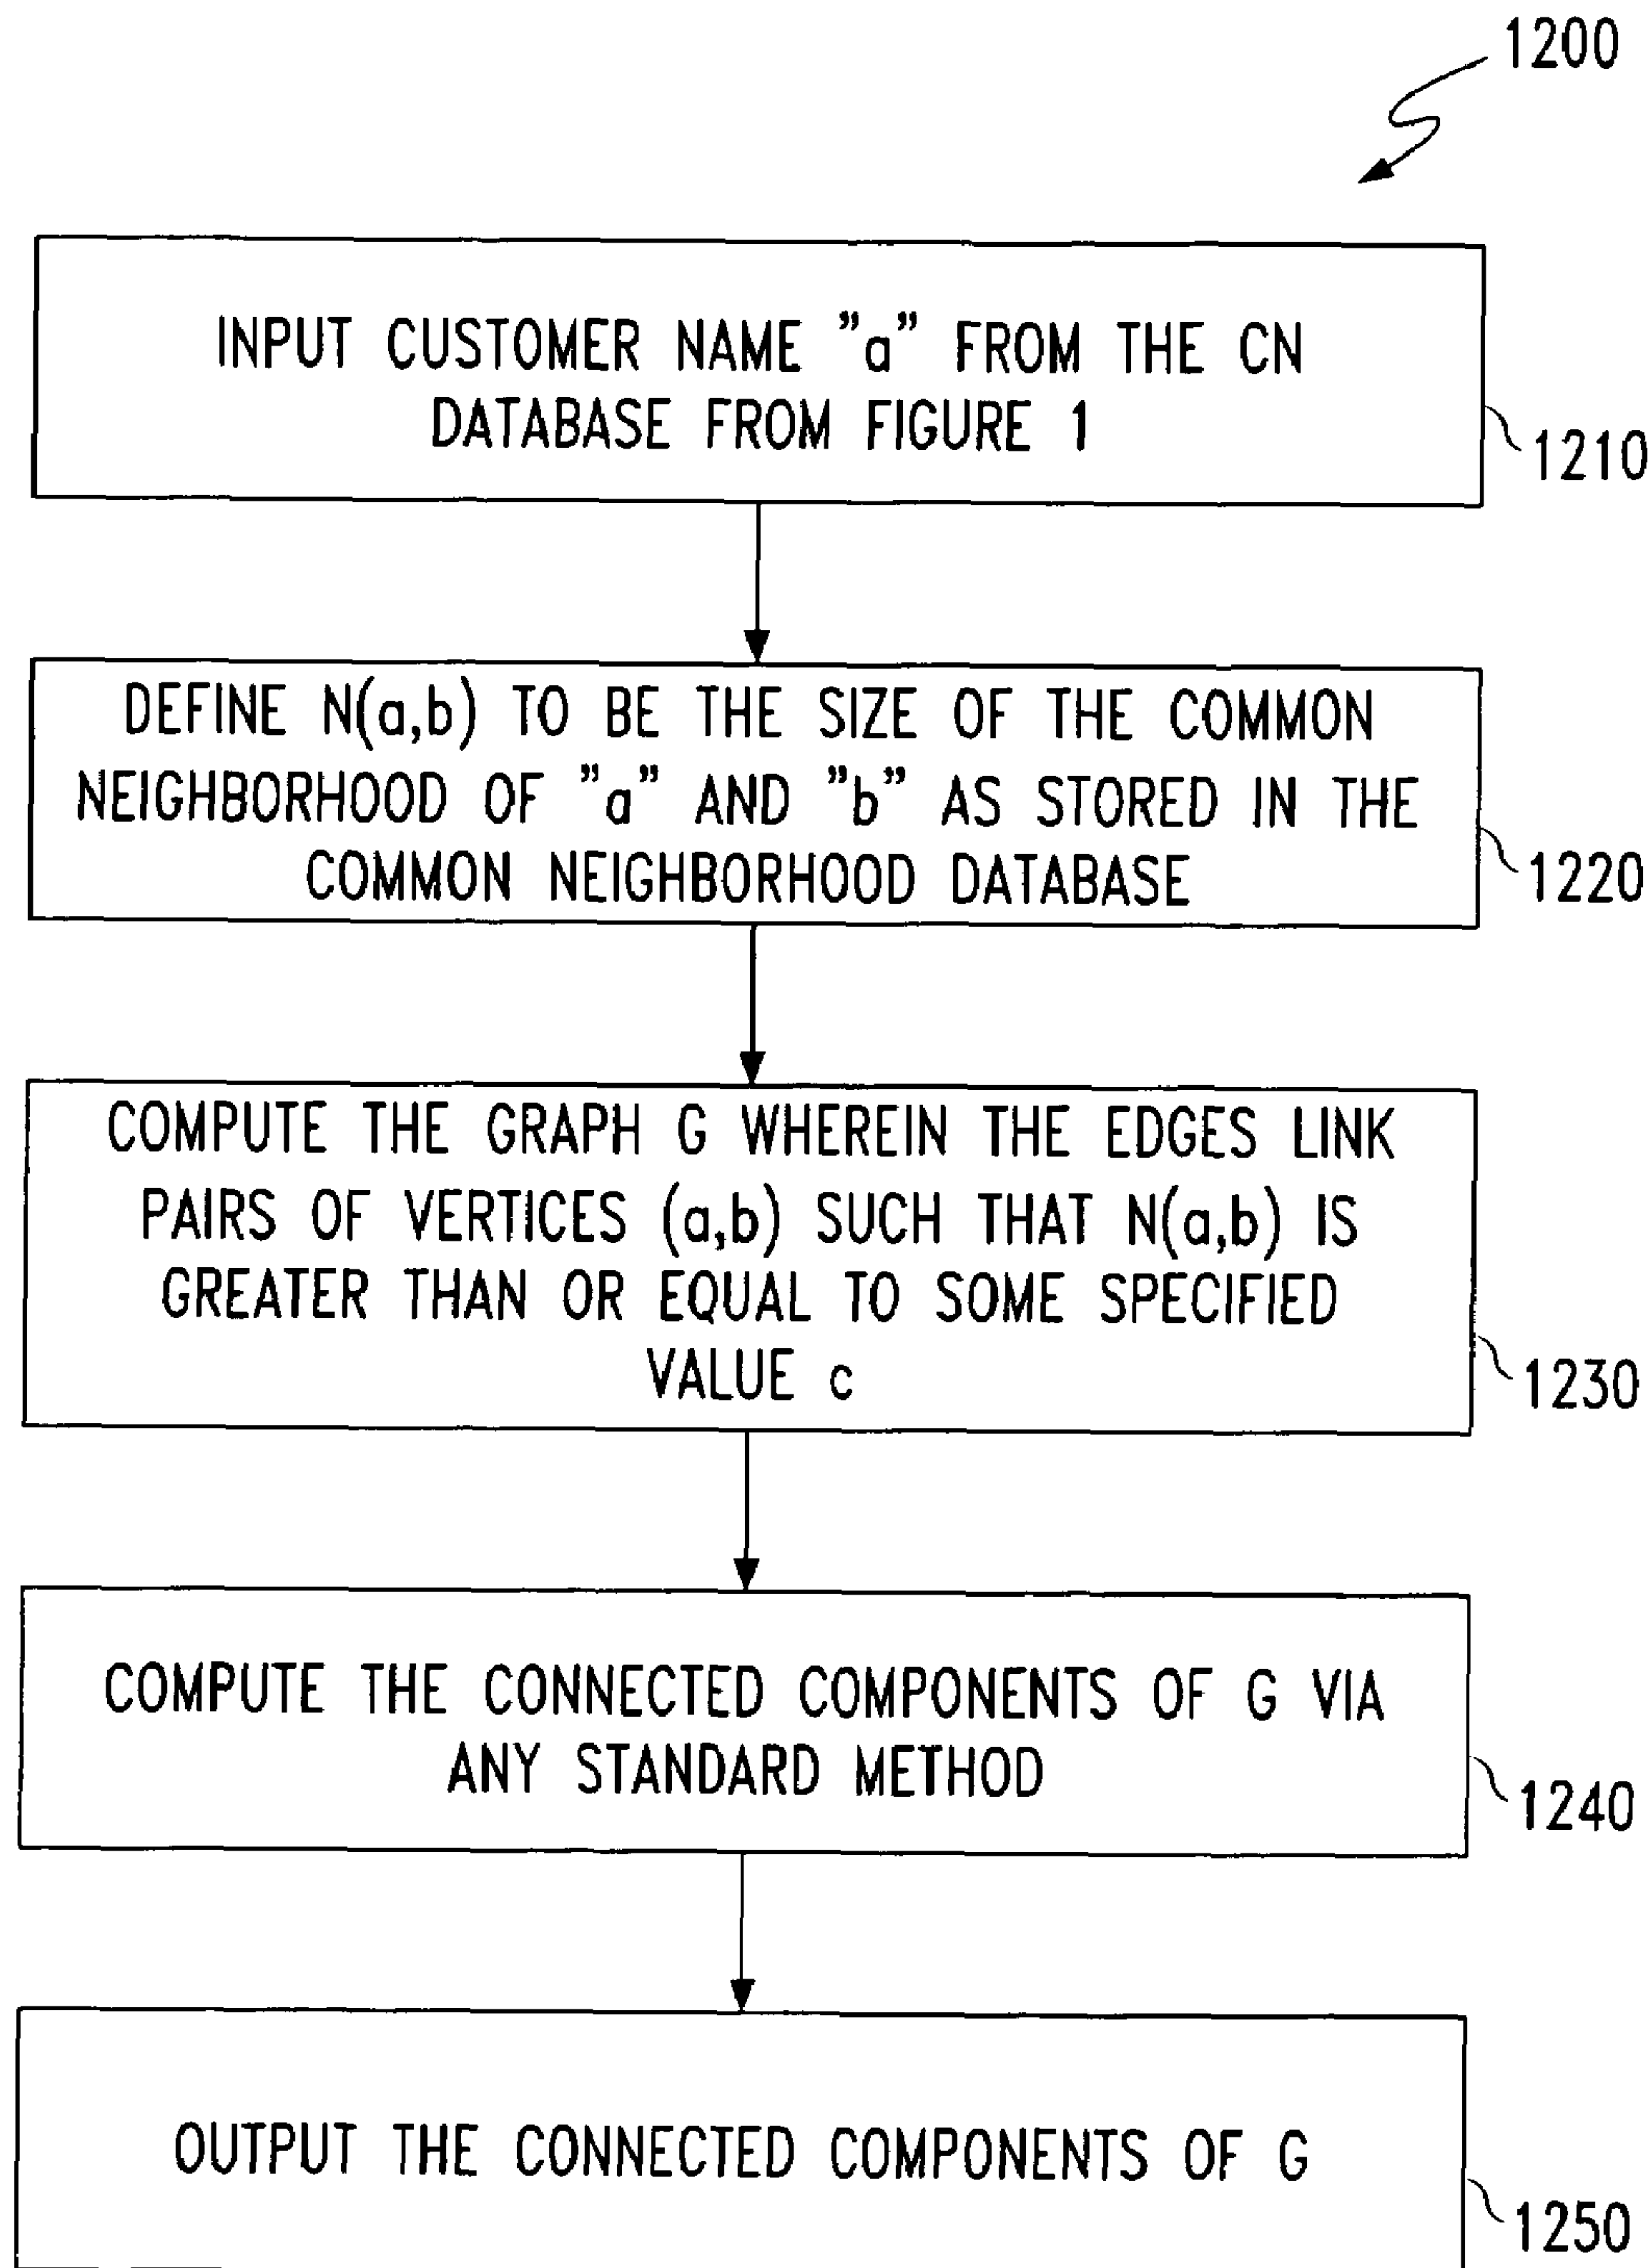 1200
INPUT CUSTOMER NAME "a" FROM THE CN
DATABASE FROM FIGURE 1
1210
DEFINE N(a,b) TO BE THE SIZE OF THE COMMON
NEIGHBORHOOD OF "a" AND "b" AS STORED IN THE
COMMON NEIGHBORHOOD DATABASE
1220
COMPUTE THE GRAPH G WHEREIN THE EDGES LINK
PAIRS OF VERTICES (a,b) SUCH THAT N(a,b) IS
GREATER THAN OR EQUAL TO SOME SPECIFIED
VALUE c
1230
COMPUTE THE CONNECTED COMPONENTS OF G VIA
ANY STANDARD METHOD
1240
OUTPUT THE CONNECTED COMPONENTS OF G
1250